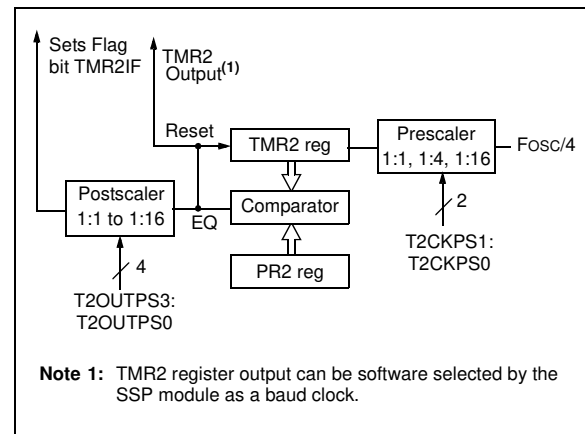 Sets Flag
bit TMR2IF
TMR2
Output(1)
Reset
TMR2 reg
Prescaler
1:1, 1:4, 1:16
FOSC/4
Postscaler
1:1 to 1:16
EQ
Comparator
2
4
PR2 reg
T2CKPS1:
T2CKPS0
T2OUTPS3:
T2OUTPS0
Note 1: TMR2 register output can be software selected by the
SSP module as a baud clock.